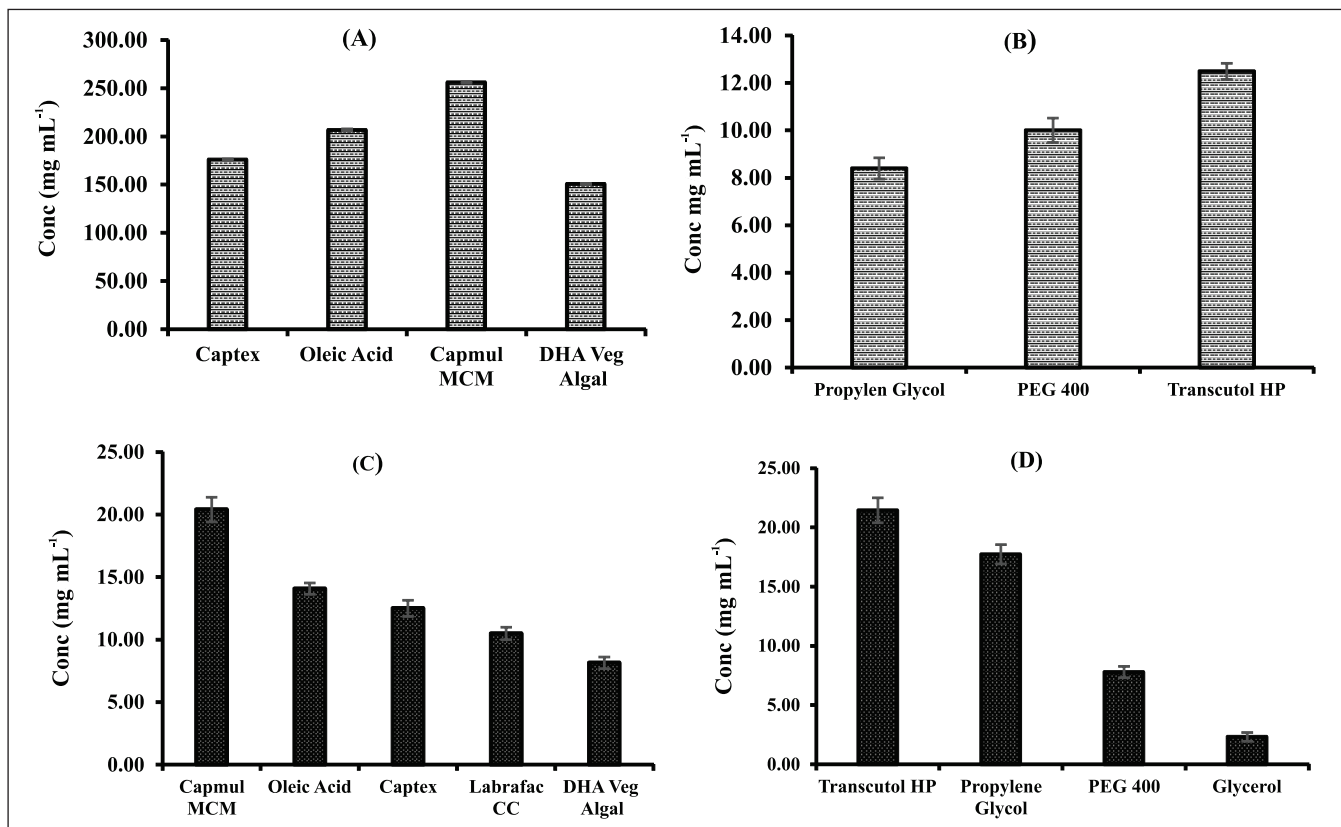 (A)
300.00
250.00
200.00
150.00
100.00
50.00
0.00
Conc (mg mL⁻¹)
Captex Oleic Acid Capmul DHA Veg
MCM Algal
(B)
14.00
12.00
10.00
8.00
6.00
4.00
2.00
0.00
Conc mg mL⁻¹)
Propylen Glycol PEG 400 Transcutol HP
(C)
25.00
20.00
15.00
10.00
5.00
0.00
Conc (mg mL⁻¹)
Capmul Oleic Acid Captex Labrafac DHA Veg
MCM CC Algal
(D)
25.00
20.00
15.00
10.00
5.00
0.00
Conc (mg mL⁻¹)
Transcutol HP Propylene PEG 400 Glycerol
Glycol